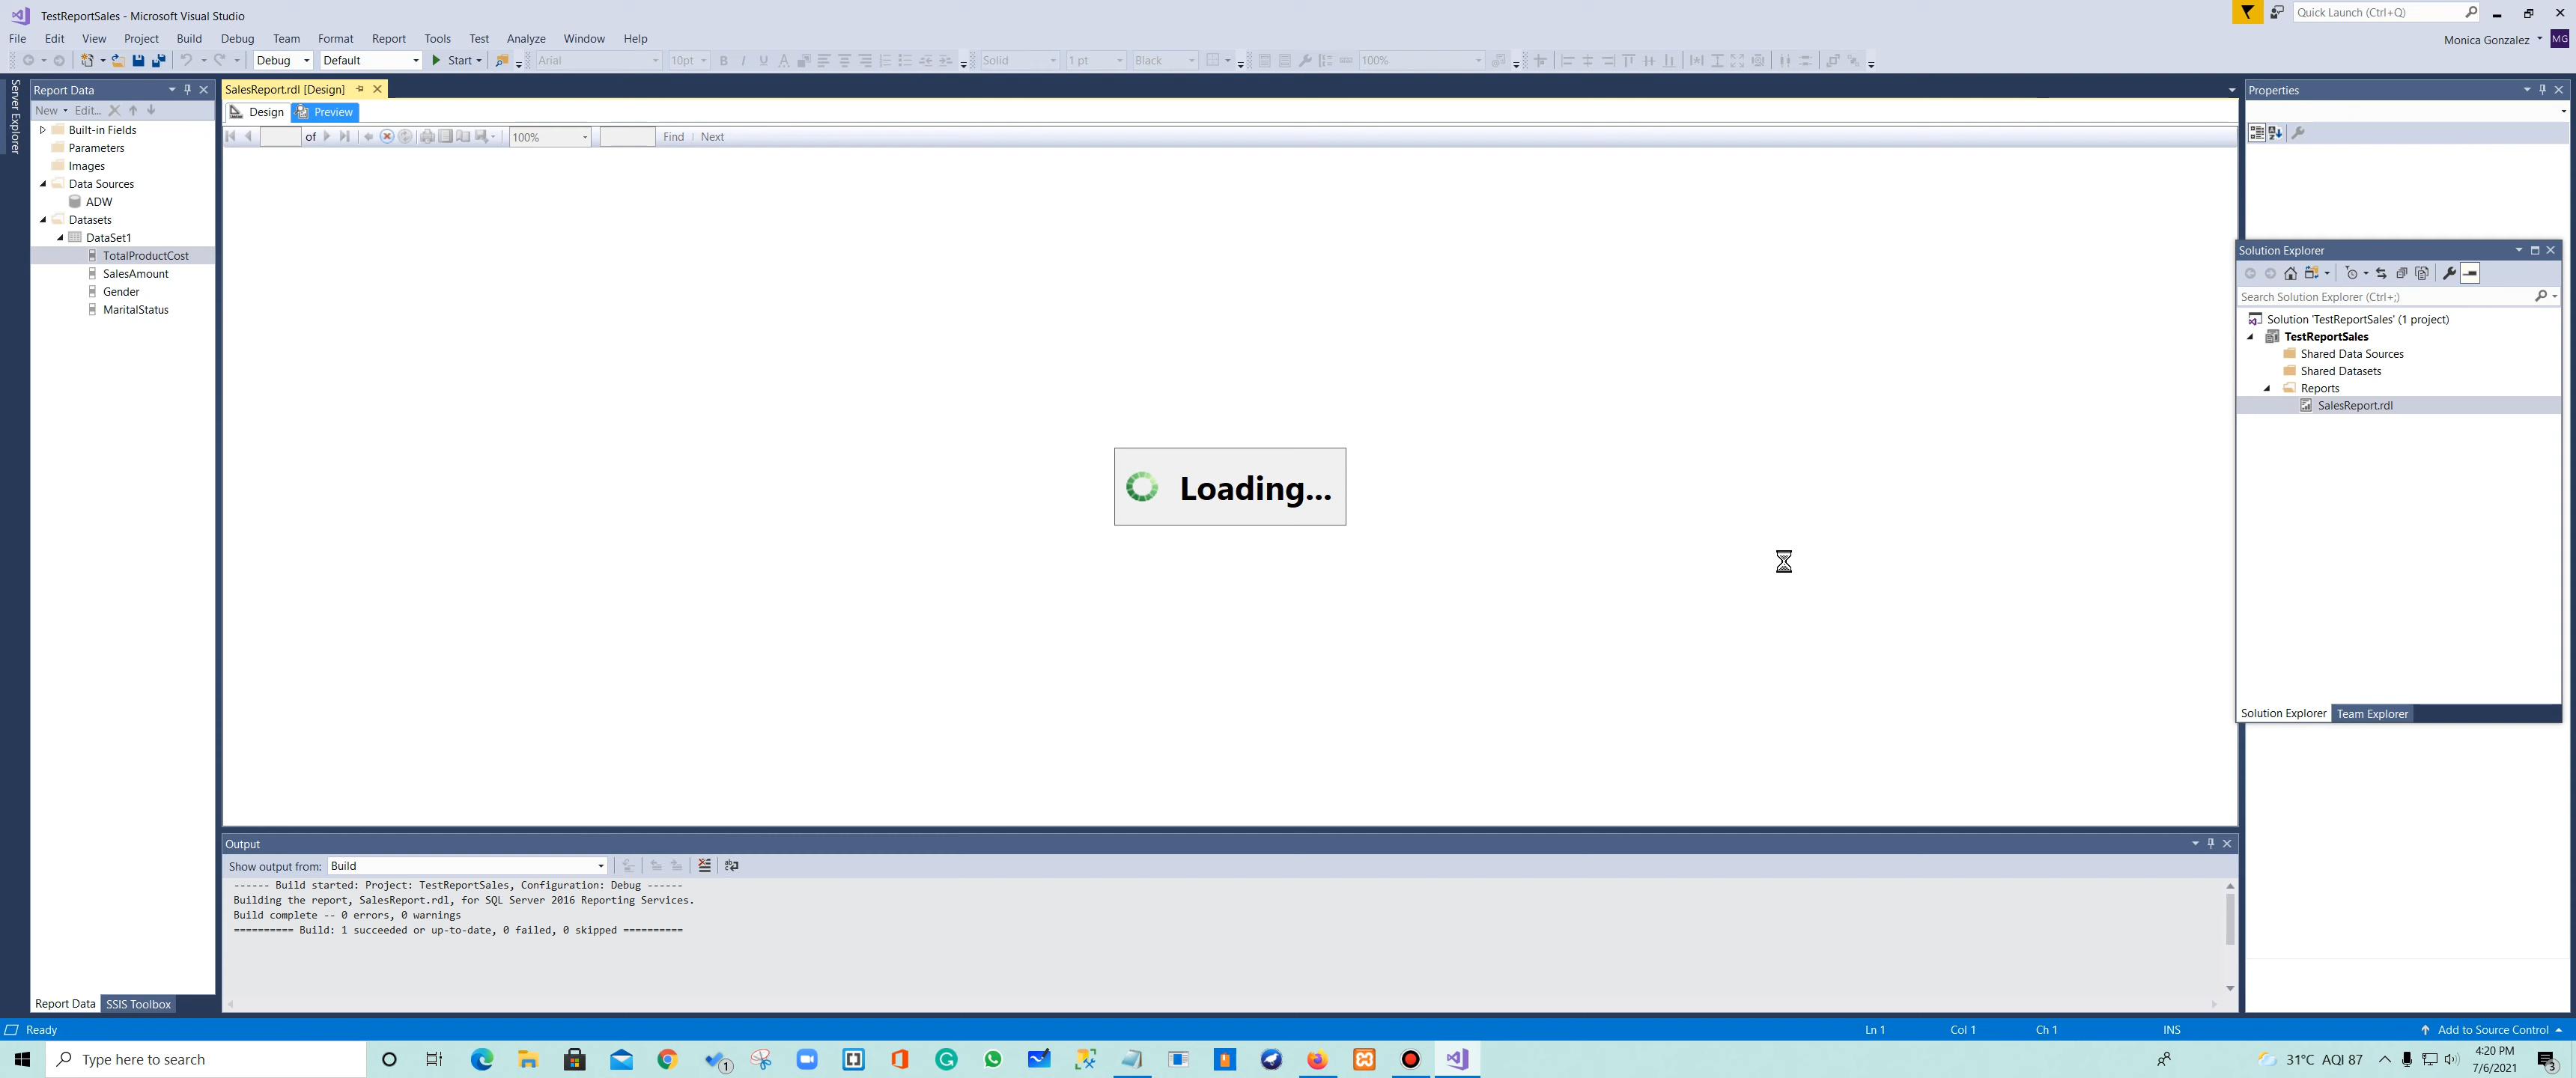 TestReportSales - Microsoft Visual Studio
Quick Launch (Ctrl+Q)
File Edit View Project Build Debug Team Format Report Tools Test Analyze Window Help
Monica Gonzalez MG
Debug Default Start Arial 10pt B I U A Solid 1 pt Black 100%
Server Explorer
Report Data
New Edit...
Built-in Fields
Parameters
Images
Data Sources
ADW
Datasets
DataSet1
TotalProductCost
SalesAmount
Gender
MaritalStatus
Report Data SSIS Toolbox
SalesReport.rdl [Design]
Design Preview
of 100% Find | Next
Loading...
Output
Show output from: Build
------ Build started: Project: TestReportSales, Configuration: Debug ------
Building the report, SalesReport.rdl, for SQL Server 2016 Reporting Services.
Build complete -- 0 errors, 0 warnings
========== Build: 1 succeeded or up-to-date, 0 failed, 0 skipped ==========
Properties
Solution Explorer
Search Solution Explorer (Ctrl+;)
Solution 'TestReportSales' (1 project)
TestReportSales
Shared Data Sources
Shared Datasets
Reports
SalesReport.rdl
Solution Explorer Team Explorer
Ready Ln 1 Col 1 Ch 1 INS Add to Source Control
Type here to search
1
31°C AQI 87
4:20 PM
7/6/2021
3